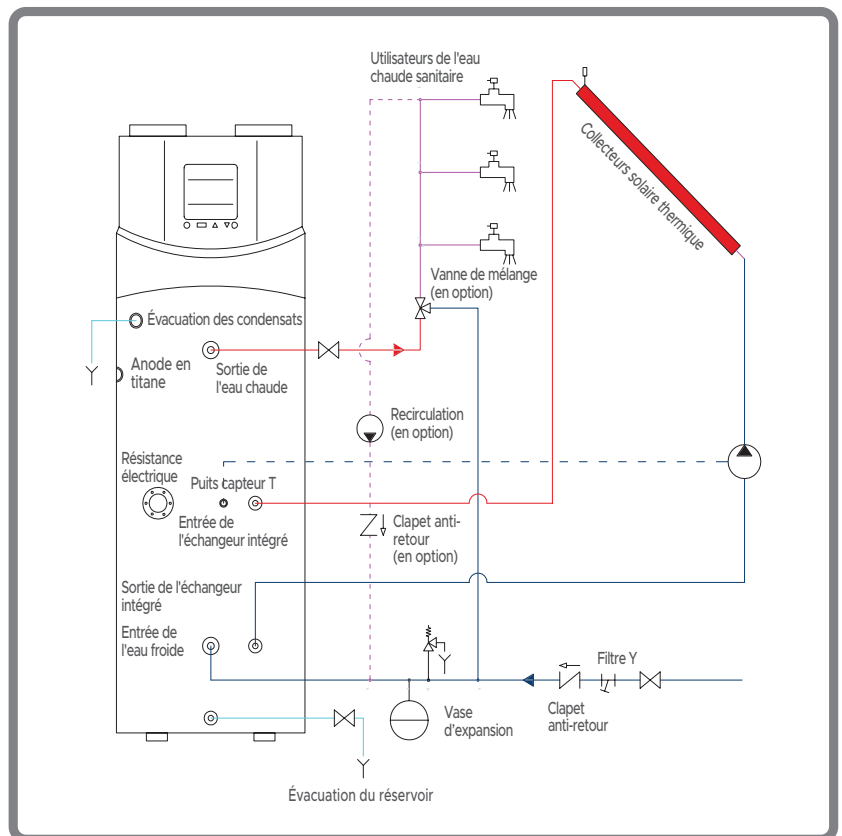 Utilisateurs de l'eau
chaude sanitaire
Collecteurs solaire thermique
Vanne de mélange
(en option)
Évacuation des condensats
Anode en
titane
Sortie de
l'eau chaude
Recirculation
(en option)
Résistance
électrique
Puits capteur T
Entrée de
l'échangeur intégré
Clapet anti-
retour
(en option)
Sortie de l'échangeur
intégré
Entrée de
l'eau froide
Filtre Y
Vase
d'expansion
Clapet
anti-retour
Évacuation du réservoir